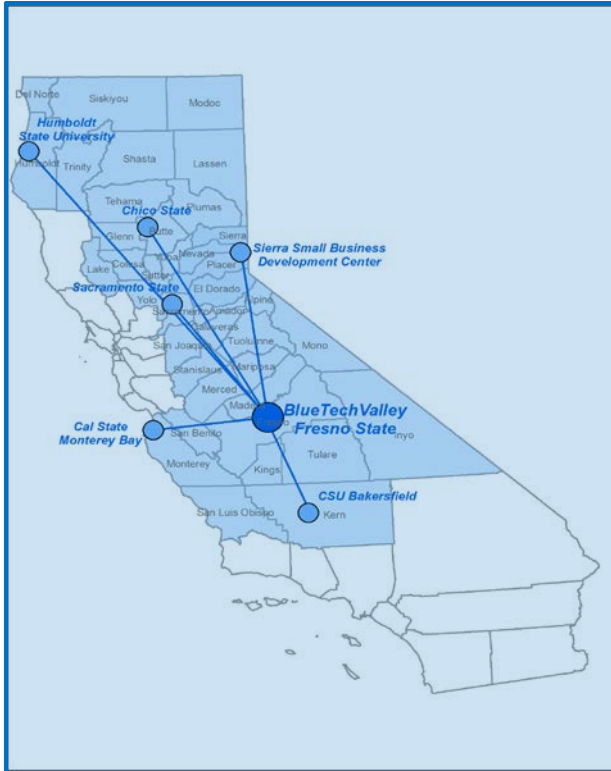 Del Norte
Siskiyou
Modoc
Humboldt
State University
Humboldt
Trinity
Shasta
Lassen
Tehama
Plumas
Chico State
Glenn
Butte
Sierra
Sierra Small Business
Development Center
Nevada
Yuba
Placer
Lake
Colusa
Sutter
El Dorado
Sacramento State
Yolo
Sacramento
Amador
Alpine
Calaveras
San Joaquin
Tuolumne
Mono
Stanislaus
Mariposa
Merced
Madera
BlueTechValley
Fresno State
Fresno
Cal State
Monterey Bay
San Benito
Inyo
Tulare
Monterey
Kings
CSU Bakersfield
San Luis Obispo
Kern